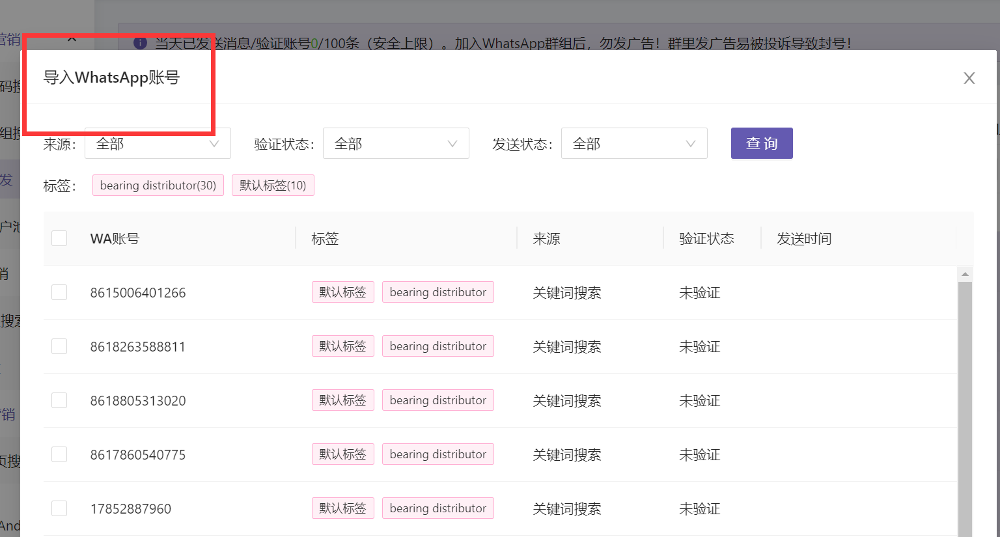 营销
当天已发送消息/验证账号0/100条（安全上限）。加入WhatsApp群组后，勿发广告！群里发广告易被投诉导致封号！
导入WhatsApp账号
X
码搜
组搜
来源： 全部 验证状态： 全部 发送状态： 全部 查 询
发
标签： bearing distributor(30) 默认标签(10)
户池
WA账号 标签 来源 验证状态 发送时间
销
8615006401266 默认标签 bearing distributor 关键词搜索 未验证
搜索
8618263588811 默认标签 bearing distributor 关键词搜索 未验证
8618805313020 默认标签 bearing distributor 关键词搜索 未验证
销
8617860540775 默认标签 bearing distributor 关键词搜索 未验证
页搜
17852887960 默认标签 bearing distributor 关键词搜索 未验证
And